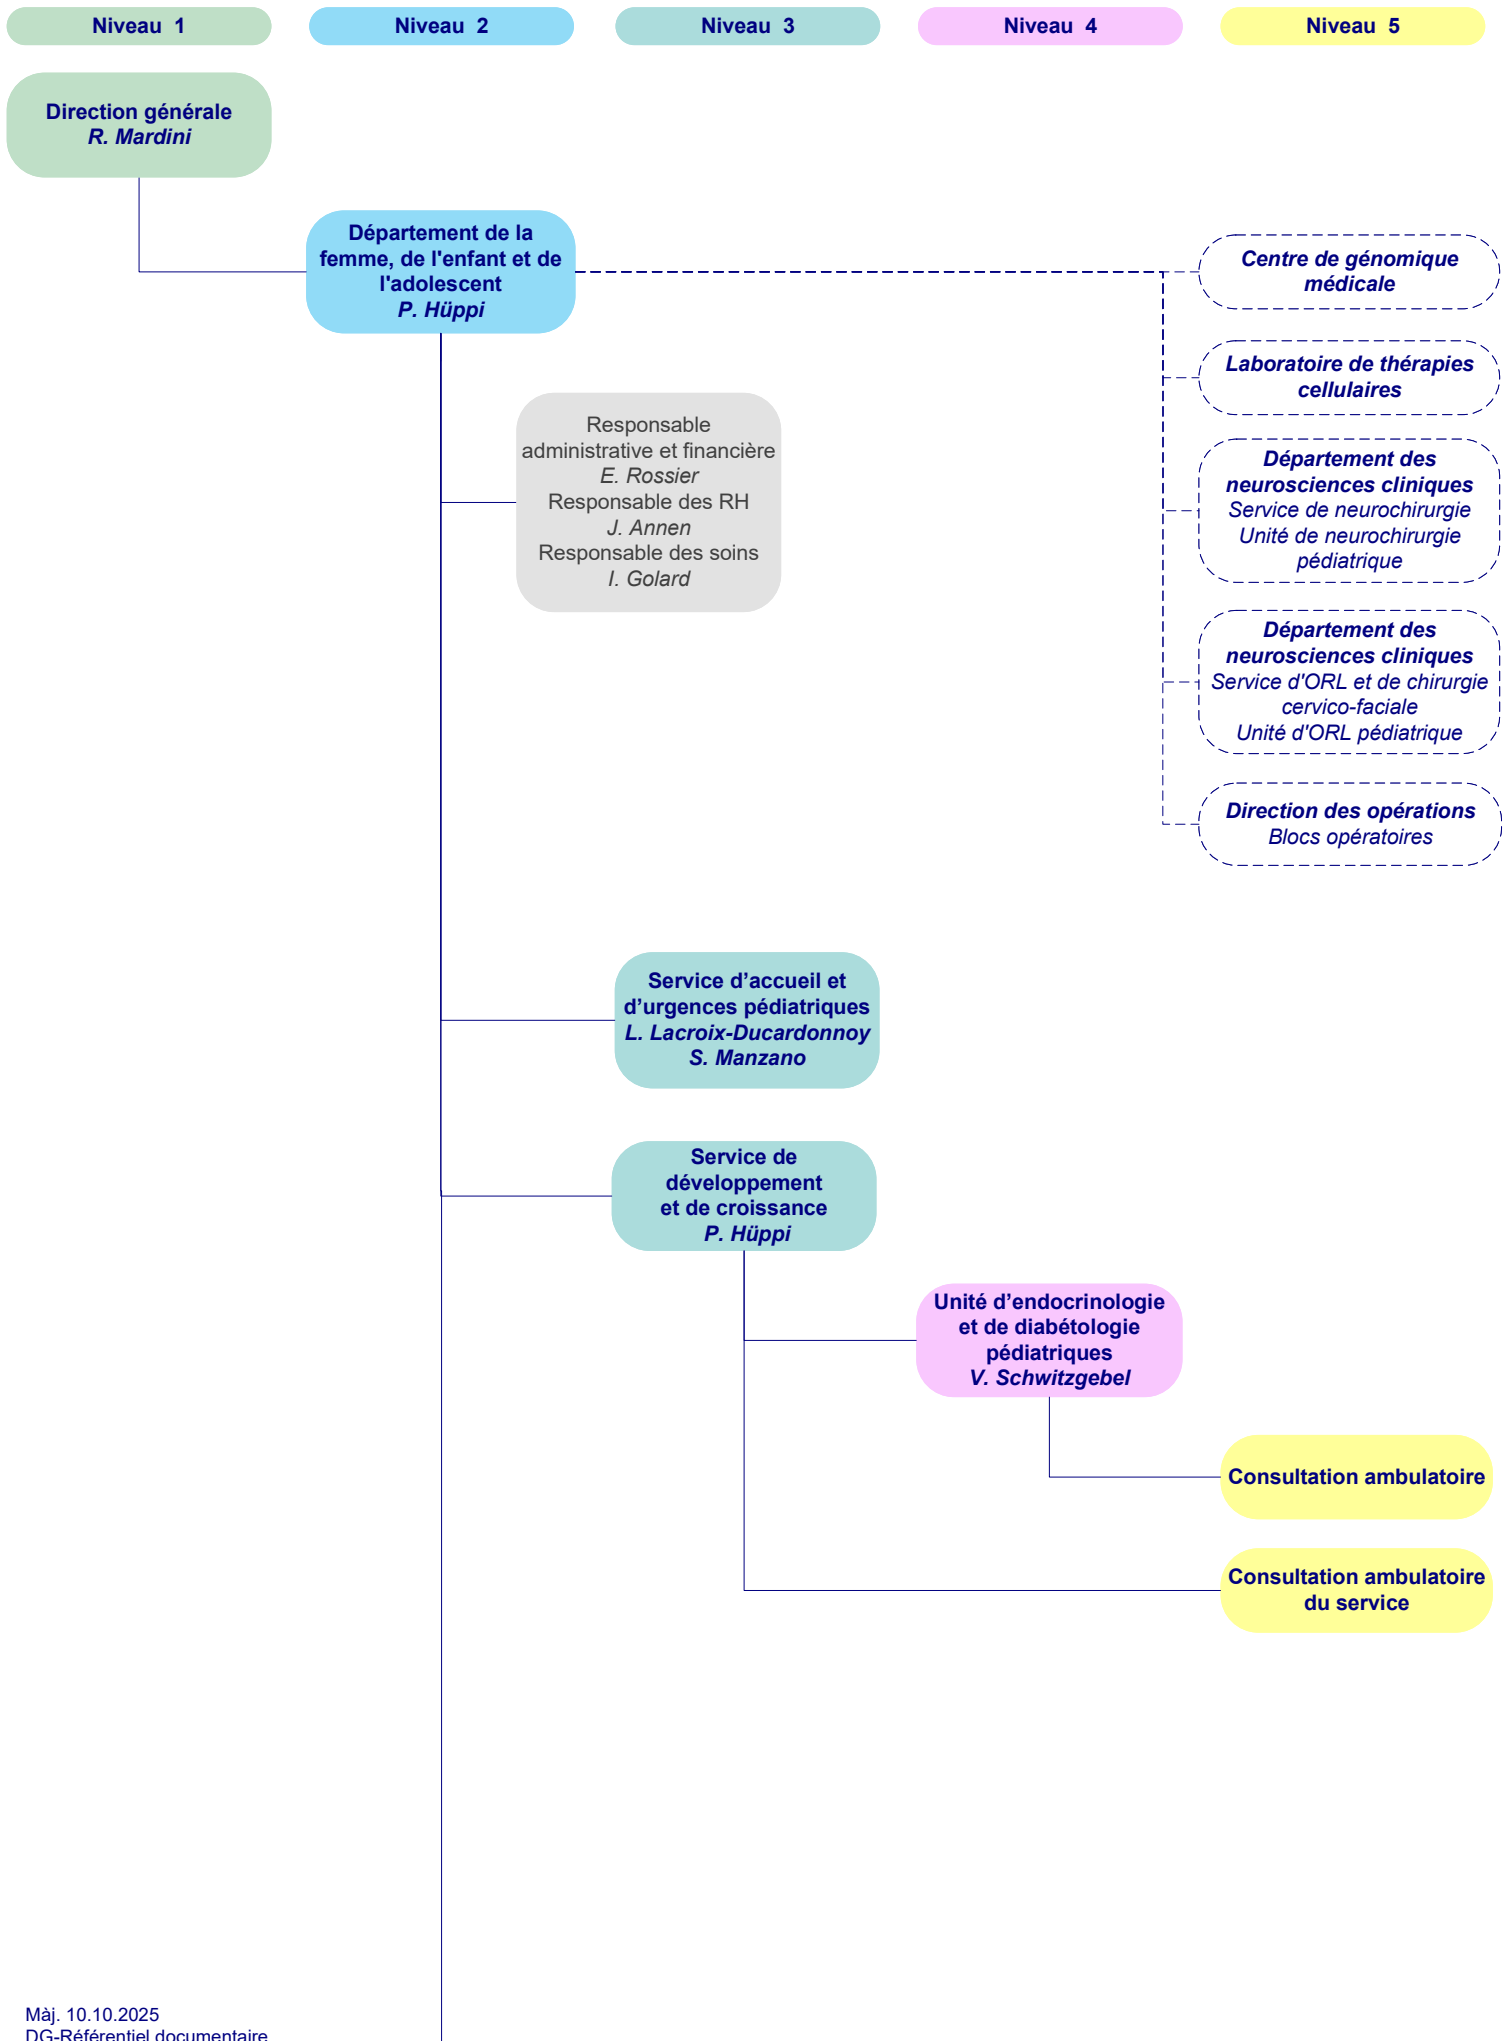 Niveau 1
Niveau 2
Niveau 3
Niveau 4
Niveau 5
Direction générale
R. Mardini
Département de la
femme, de l'enfant et de
l'adolescent
P. Hüppi
Centre de génomique
médicale
Laboratoire de thérapies
cellulaires
Responsable
administrative et financière
E. Rossier
Responsable des RH
J. Annen
Responsable des soins
I. Golard
Département des
neurosciences cliniques
Service de neurochirurgie
Unité de neurochirurgie
pédiatrique
Département des
neurosciences cliniques
Service d'ORL et de chirurgie
cervico-faciale
Unité d'ORL pédiatrique
Direction des opérations
Blocs opératoires
Service d’accueil et
d’urgences pédiatriques
L. Lacroix-Ducardonnoy
S. Manzano
Service de
développement
et de croissance
P. Hüppi
Unité d’endocrinologie
et de diabétologie
pédiatriques
V. Schwitzgebel
Consultation ambulatoire
Consultation ambulatoire
du service
Màj. 10.10.2025
DG-Référentiel documentaire